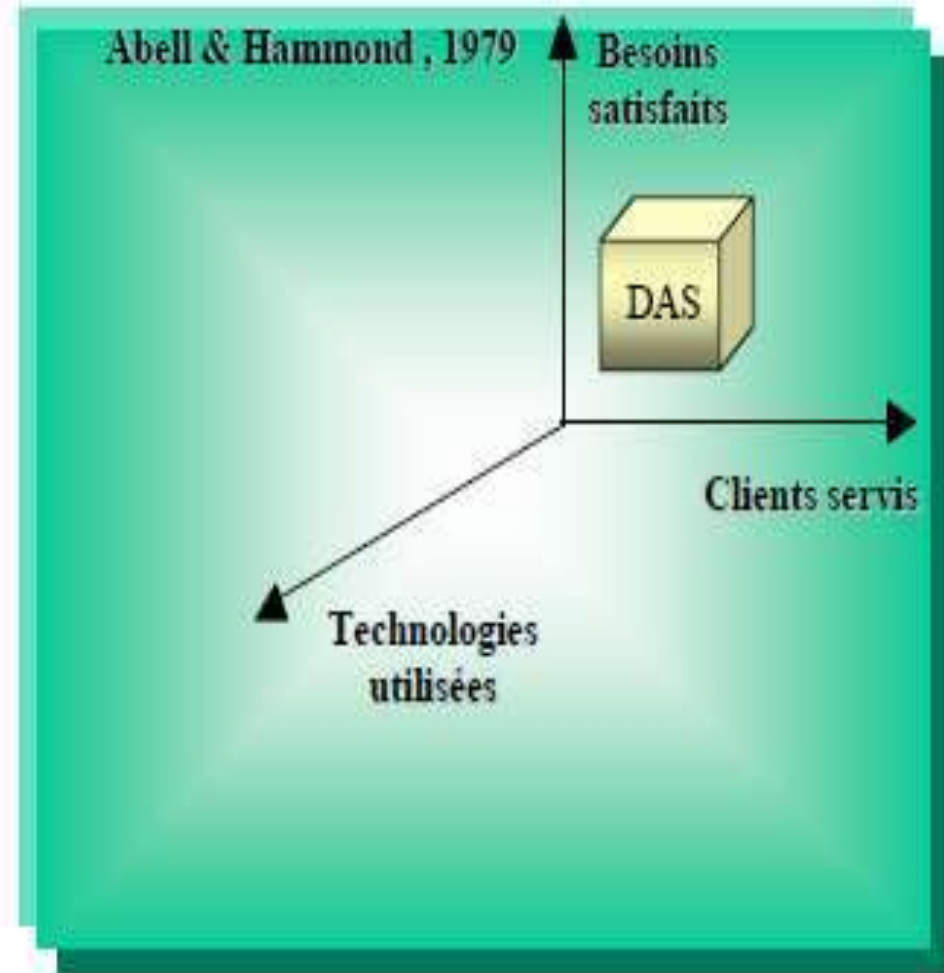 Abell & Hammond , 1979
Besoins
satisfaits
DAS
Clients servis
Technologies
utilisées